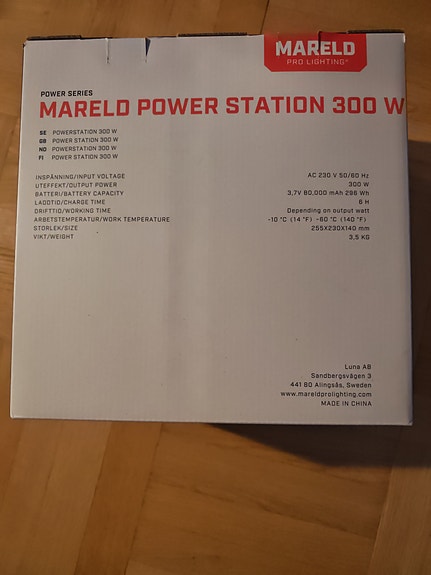 MARELD
PRO LIGHTING®
POWER SERIES
MARELD POWER STATION 300 W
SE POWERSTATION 300 W
GB POWER STATION 300 W
NO POWERSTATION 300 W
FI POWER STATION 300 W
INSPÄNNING/INPUT VOLTAGE AC 230 V 50/60 Hz
UTEFFEKT/OUTPUT POWER 300 W
BATTERI/BATTERY CAPACITY 3,7V 80,000 mAh 296 Wh
LADDTID/CHARGE TIME 6 H
DRIFTTID/WORKING TIME Depending on output watt
ARBETSTEMPERATUR/WORK TEMPERATURE -10 °C (14 °F) -60 °C (140 °F)
STORLEK/SIZE 255X230X140 mm
VIKT/WEIGHT 3,5 KG
Luna AB
Sandbergsvägen 3
441 80 Alingsås, Sweden
www.mareldprolighting.com
MADE IN CHINA